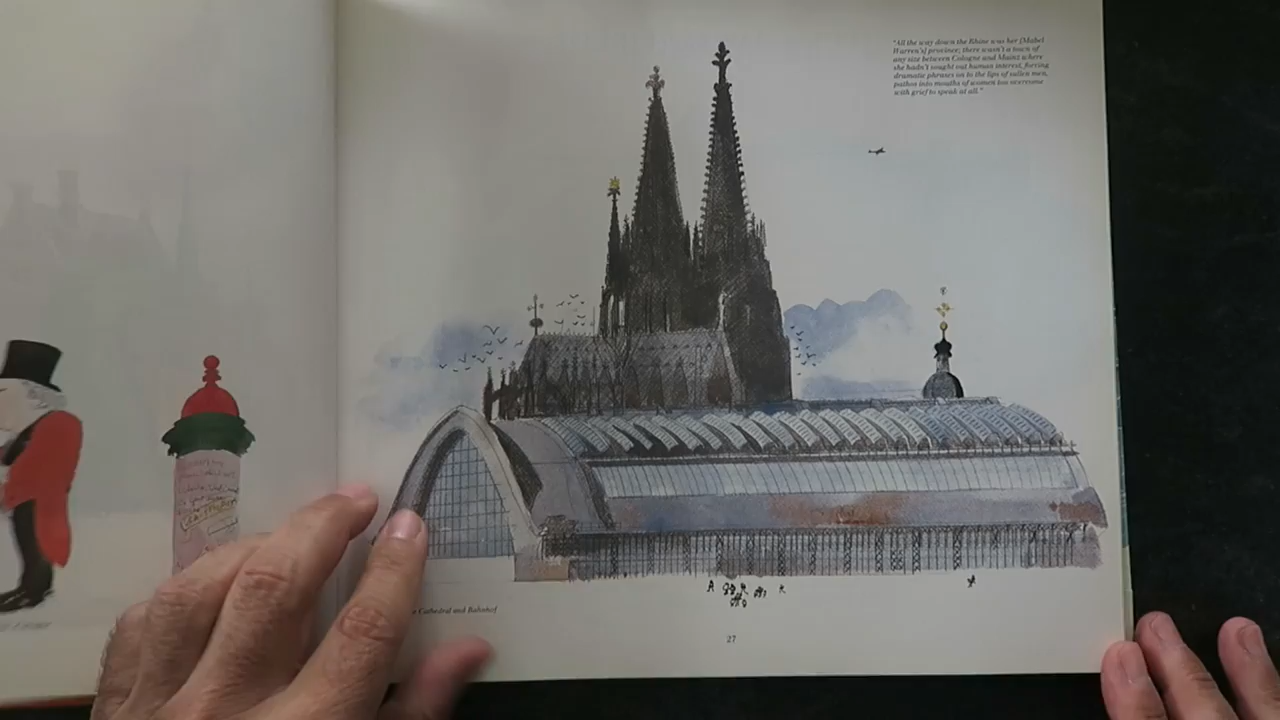 "All the way down the Rhine was her [Mabel
Warren's] province; there wasn't a town of
any size between Cologne and Mainz where
she hadn't sought out human interest, forcing
dramatic phrases on to the lips of sullen men,
pathos into mouths of women too overcome
with grief to speak at all."
Cathedral and Bahnhof
27